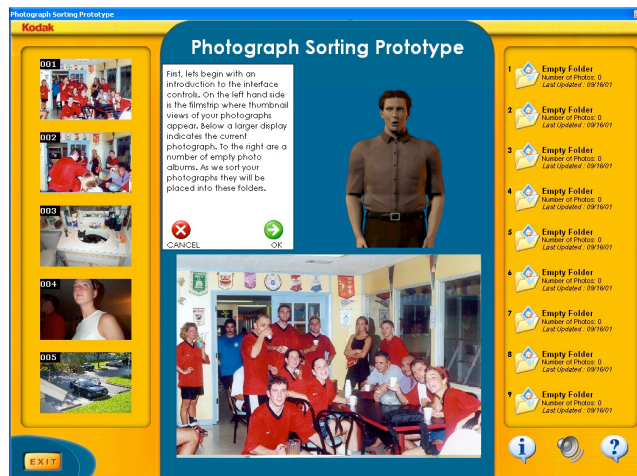 Photograph Sorting Prototype
Kodak
Photograph Sorting Prototype
001
002
003
004
005
First, lets begin with an
introduction to the interface
controls. On the left hand side
is the filmstrip where thumbnail
views of your photographs
appear. Below a larger display
indicates the current
photograph. To the right are a
number of empty photo
albums. As we sort your
photographs they will be
placed into these folders.
CANCEL
OK
1 Empty Folder
Number of Photos: 0
Last Updated : 09/16/01
2 Empty Folder
Number of Photos: 0
Last Updated : 09/16/01
3 Empty Folder
Number of Photos: 0
Last Updated : 09/16/01
4 Empty Folder
Number of Photos: 0
Last Updated : 09/16/01
5 Empty Folder
Number of Photos: 0
Last Updated : 09/16/01
6 Empty Folder
Number of Photos: 0
Last Updated : 09/16/01
7 Empty Folder
Number of Photos: 0
Last Updated : 09/16/01
8 Empty Folder
Number of Photos: 0
Last Updated : 09/16/01
9 Empty Folder
Number of Photos: 0
Last Updated : 09/16/01
EXIT
i
?